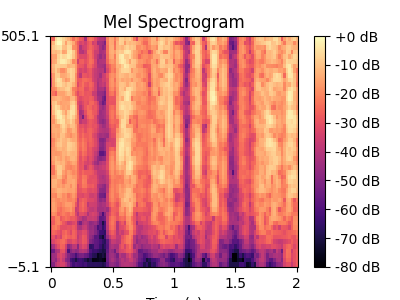 Mel Spectrogram
505.1
-5.1
0
0.5
1
1.5
2
+0 dB
-10 dB
-20 dB
-30 dB
-40 dB
-50 dB
-60 dB
-70 dB
-80 dB